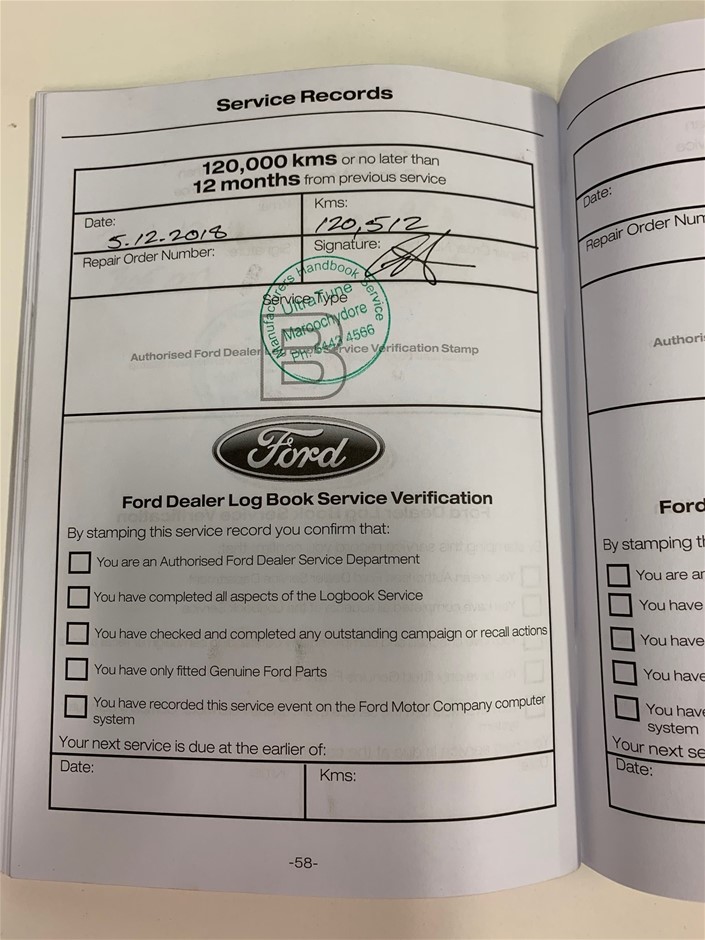 Service Records
120,000 kms or no later than
12 months from previous service
Date:
5.12.2018
Kms:
120,512
Repair Order Number:
Signature:
Service Type
B
Authorised Ford Dealer Service Verification Stamp
Manufacturers Handbook Service
UltraTune
Maroochydore
Ph: 5443 4566
Ford
Ford Dealer Log Book Service Verification
By stamping this service record you confirm that:
You are an Authorised Ford Dealer Service Department
You have completed all aspects of the Logbook Service
You have checked and completed any outstanding campaign or recall actions
You have only fitted Genuine Ford Parts
You have recorded this service event on the Ford Motor Company computer
system
Your next service is due at the earlier of:
Date:
Kms:
-58-
Date:
Repair Order Num
Authoris
Ford
By stamping th
You are an
You have
You have
You have
You have
system
Your next se
Date: